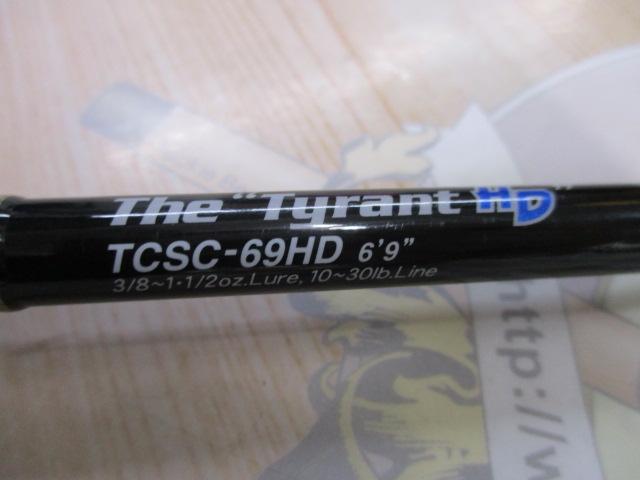 The "Tyrant HD"
TCSC-69HD 6'9"
3/8~1・1/2oz.Lure, 10~30lb.Line
http://w